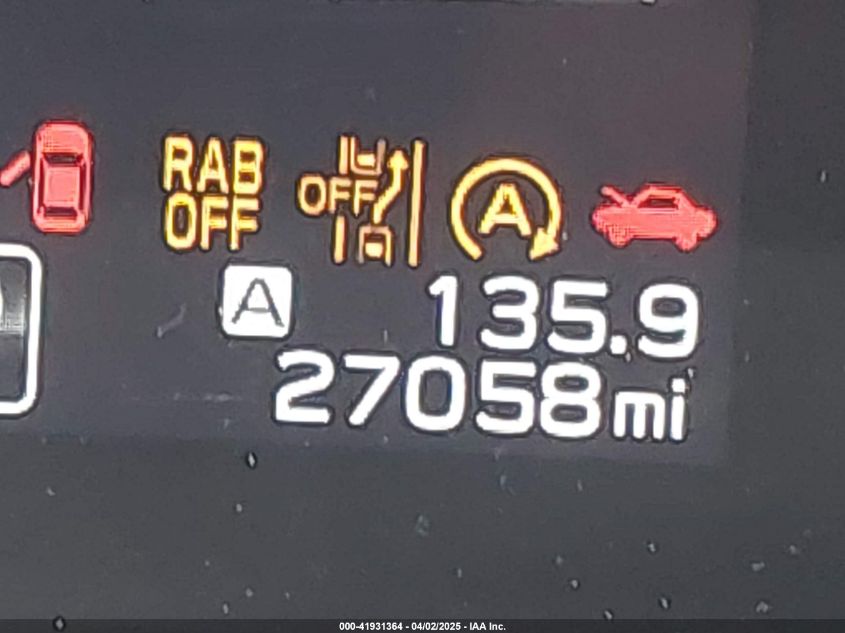 RAB
OFF
OFF
A
A 135.9
27058mi
000-41931364 - 04/02/2025 - IAA Inc.